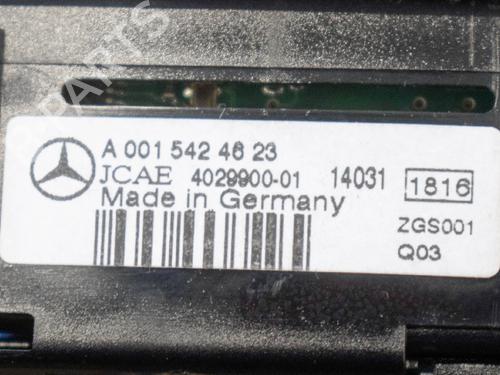 A 001 542 46 23
JCAE 4029900-01 14031 1816
Made in Germany
ZGS001
Q03